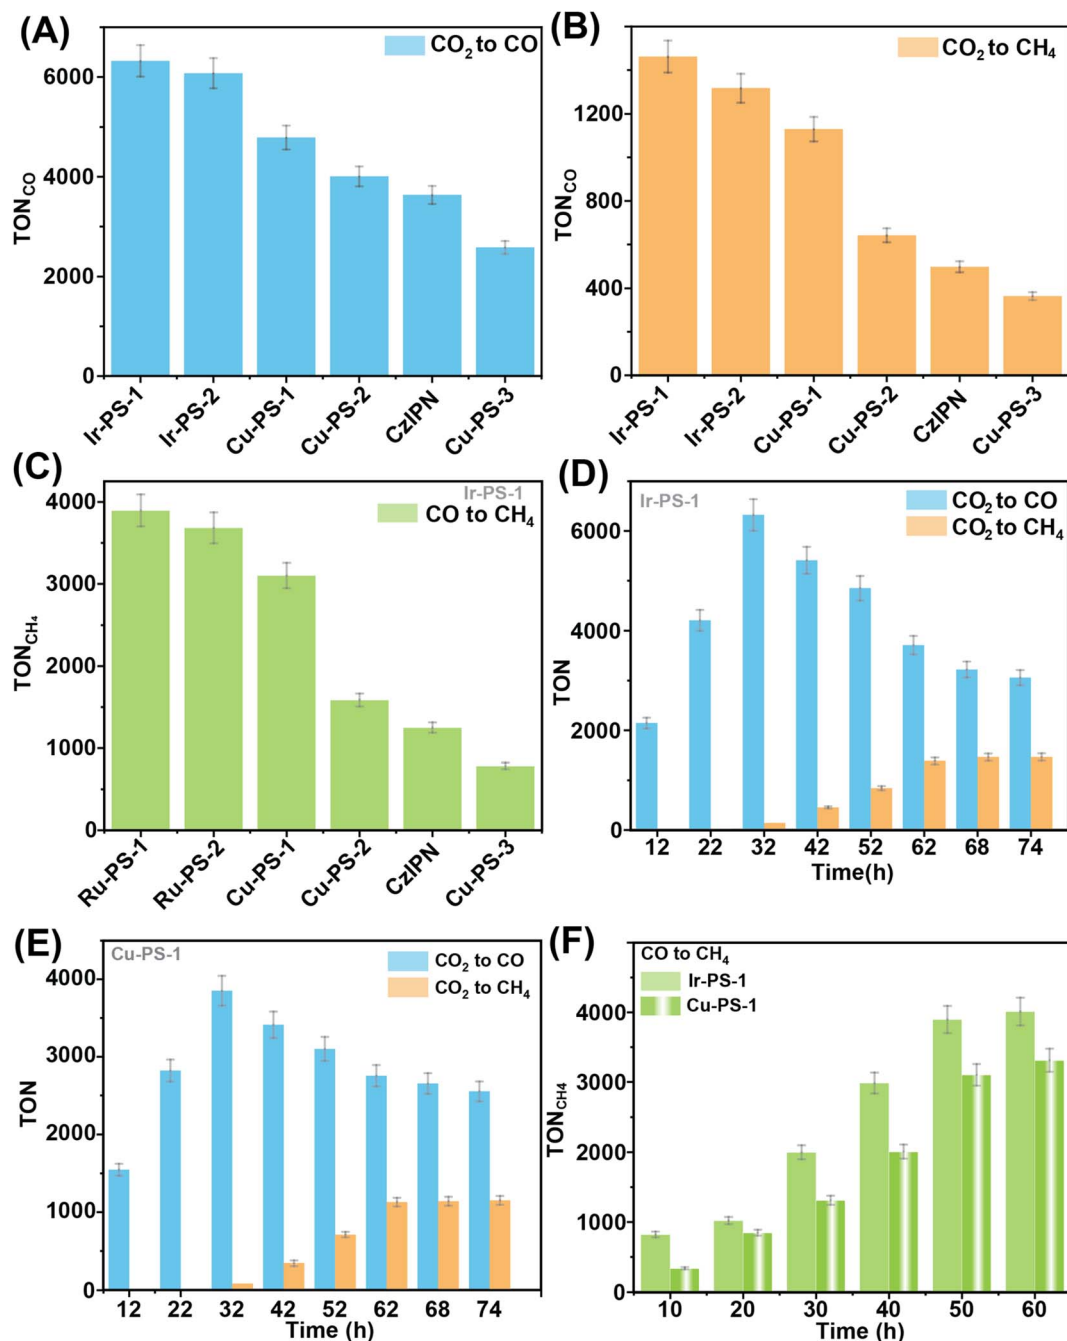 (A)
CO₂ to CO
TON_CO
6000
4000
2000
0
Ir-PS-1
Ir-PS-2
Cu-PS-1
Cu-PS-2
CzIPN
Cu-PS-3
(B)
CO₂ to CH₄
TON_CO
1200
800
400
0
Ir-PS-1
Ir-PS-2
Cu-PS-1
Cu-PS-2
CzIPN
Cu-PS-3
(C)
Ir-PS-1
CO to CH₄
TON_CH₄
4000
3000
2000
1000
0
Ru-PS-1
Ru-PS-2
Cu-PS-1
Cu-PS-2
CzIPN
Cu-PS-3
(D)
Ir-PS-1
CO₂ to CO
CO₂ to CH₄
TON
6000
4000
2000
0
12 22 32 42 52 62 68 74
Time(h)
(E)
Cu-PS-1
CO₂ to CO
CO₂ to CH₄
TON
4000
3000
2000
1000
0
12 22 32 42 52 62 68 74
Time (h)
(F)
CO to CH₄
Ir-PS-1
Cu-PS-1
TON_CH4
4000
3000
2000
1000
0
10 20 30 40 50 60
Time (h)